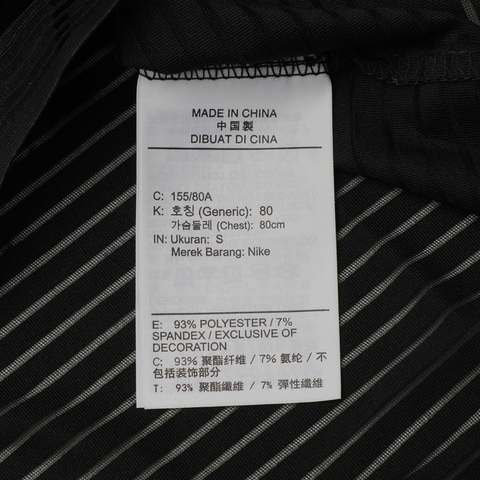 MADE IN CHINA
中国製
DIBUAT DI CINA
C: 155/80A
K: 호칭 (Generic): 80
가슴둘레 (Chest): 80cm
IN: Ukuran: S
Merek Barang: Nike
E: 93% POLYESTER / 7%
SPANDEX / EXCLUSIVE OF
DECORATION
C: 93% 聚酯纤维 / 7% 氨纶 / 不
包括装饰部分
T: 93% 聚酯纖維 / 7% 彈性纖維